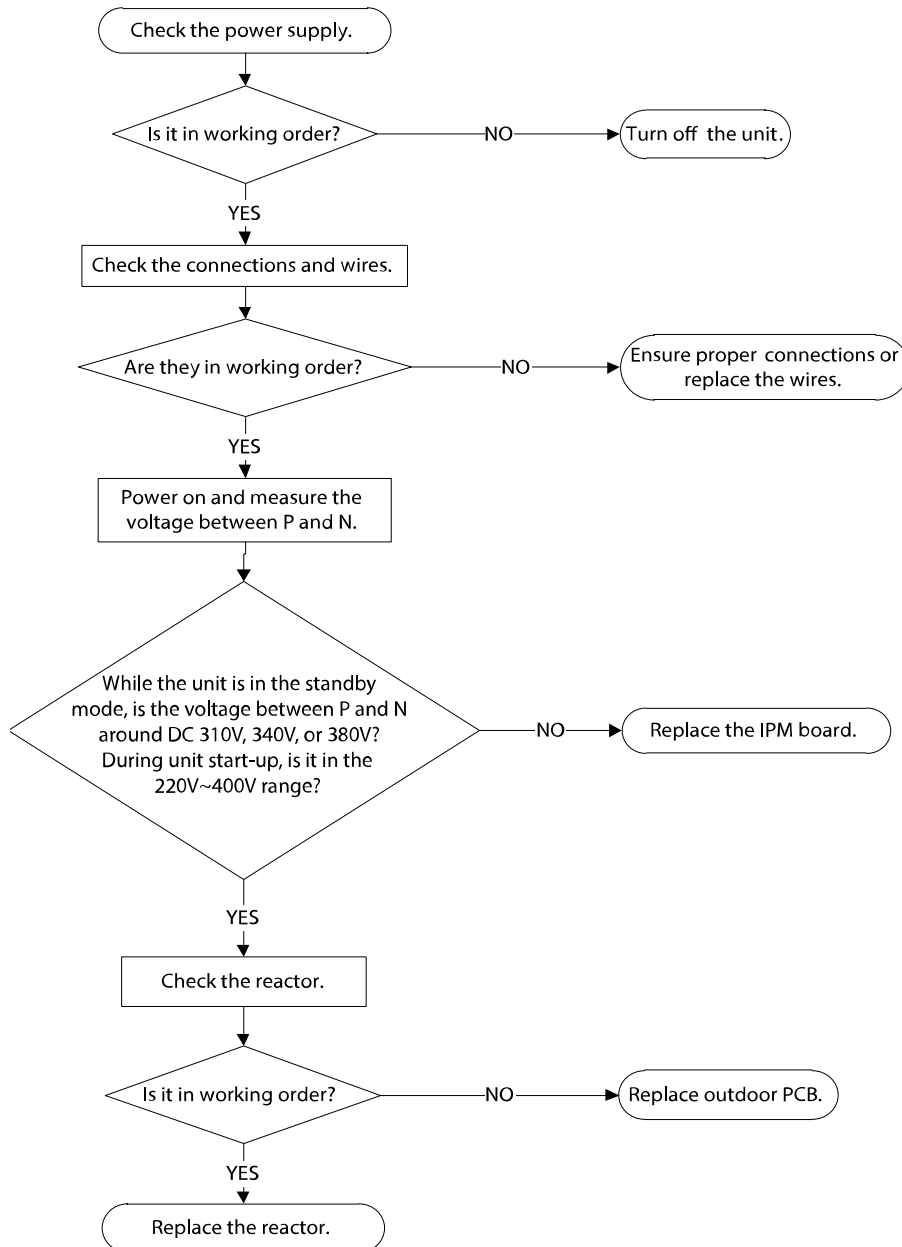 Check the power supply.
Is it in working order?
NO
Turn off the unit.
YES
Check the connections and wires.
Are they in working order?
NO
Ensure proper connections or
replace the wires.
YES
Power on and measure the
voltage between P and N.
While the unit is in the standby
mode, is the voltage between P and N
around DC 310V, 340V, or 380V?
During unit start-up, is it in the
220V~400V range?
NO
Replace the IPM board.
YES
Check the reactor.
Is it in working order?
NO
Replace outdoor PCB.
YES
Replace the reactor.